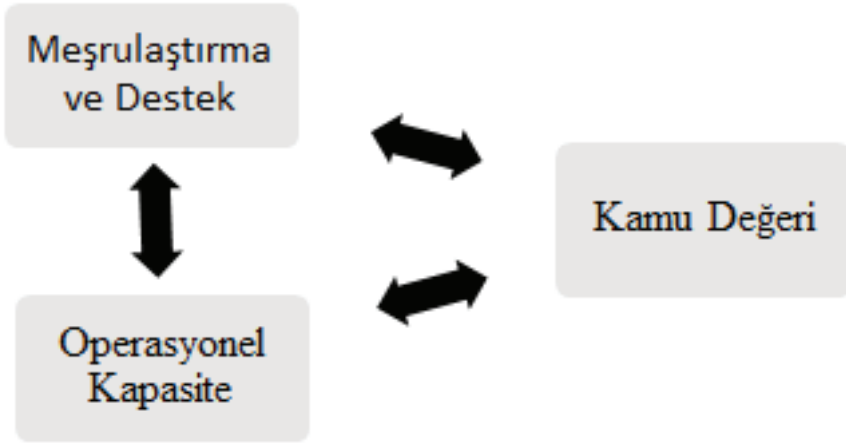 Meşrulaştırma
ve Destek
Kamu Değeri
Operasyonel
Kapasite